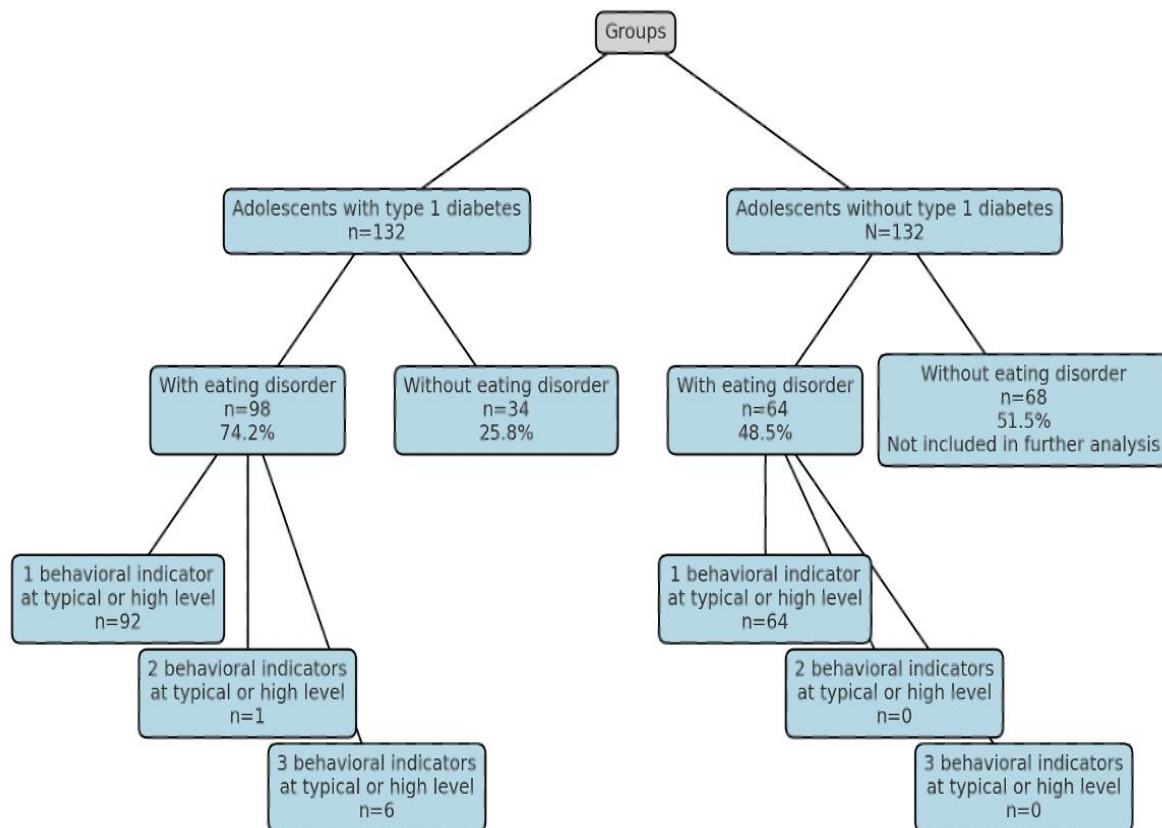 Groups
Adolescents with type 1 diabetes
n=132
Adolescents without type 1 diabetes
N=132
With eating disorder
n=98
74.2%
Without eating disorder
n=34
25.8%
With eating disorder
n=64
48.5%
Without eating disorder
n=68
51.5%
Not included in further analysis
1 behavioral indicator
at typical or high level
n=92
2 behavioral indicators
at typical or high level
n=1
3 behavioral indicators
at typical or high level
n=6
1 behavioral indicator
at typical or high level
n=64
2 behavioral indicators
at typical or high level
n=0
3 behavioral indicators
at typical or high level
n=0